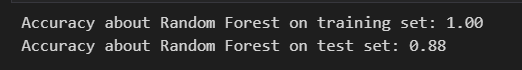 Accuracy about Random Forest on training set: 1.00
Accuracy about Random Forest on test set: 0.88